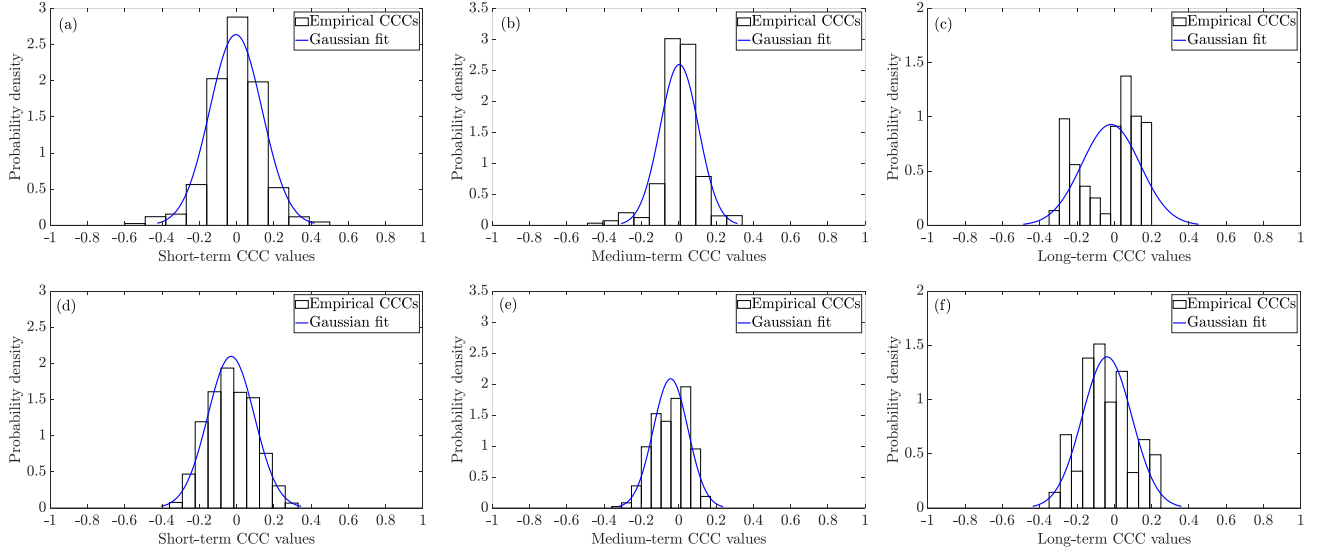 (a)
Empirical CCCs
Gaussian fit
Probability density
3
2.5
2
1.5
1
0.5
0
-1 -0.8 -0.6 -0.4 -0.2 0 0.2 0.4 0.6 0.8 1
Short-term CCC values
(b)
Empirical CCCs
Gaussian fit
Probability density
3.5
3
2.5
2
1.5
1
0.5
0
-1 -0.8 -0.6 -0.4 -0.2 0 0.2 0.4 0.6 0.8 1
Medium-term CCC values
(c)
Empirical CCCs
Gaussian fit
Probability density
2
1.5
1
0.5
0
-1 -0.8 -0.6 -0.4 -0.2 0 0.2 0.4 0.6 0.8 1
Long-term CCC values
(d)
Empirical CCCs
Gaussian fit
Probability density
3
2.5
2
1.5
1
0.5
0
-1 -0.8 -0.6 -0.4 -0.2 0 0.2 0.4 0.6 0.8 1
Short-term CCC values
(e)
Empirical CCCs
Gaussian fit
Probability density
3.5
3
2.5
2
1.5
1
0.5
0
-1 -0.8 -0.6 -0.4 -0.2 0 0.2 0.4 0.6 0.8 1
Medium-term CCC values
(f)
Empirical CCCs
Gaussian fit
Probability density
2
1.5
1
0.5
0
-1 -0.8 -0.6 -0.4 -0.2 0 0.2 0.4 0.6 0.8 1
Long-term CCC values